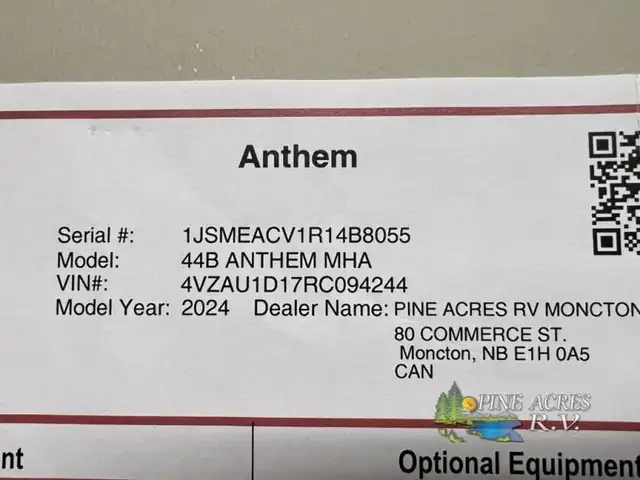 Anthem
Serial #: 1JSMEACV1R14B8055
Model: 44B ANTHEM MHA
VIN#: 4VZAU1D17RC094244
Model Year: 2024 Dealer Name: PINE ACRES RV MONCTON
80 COMMERCE ST.
Moncton, NB E1H 0A5
CAN
PINE ACRES
R.V.
nt Optional Equipment